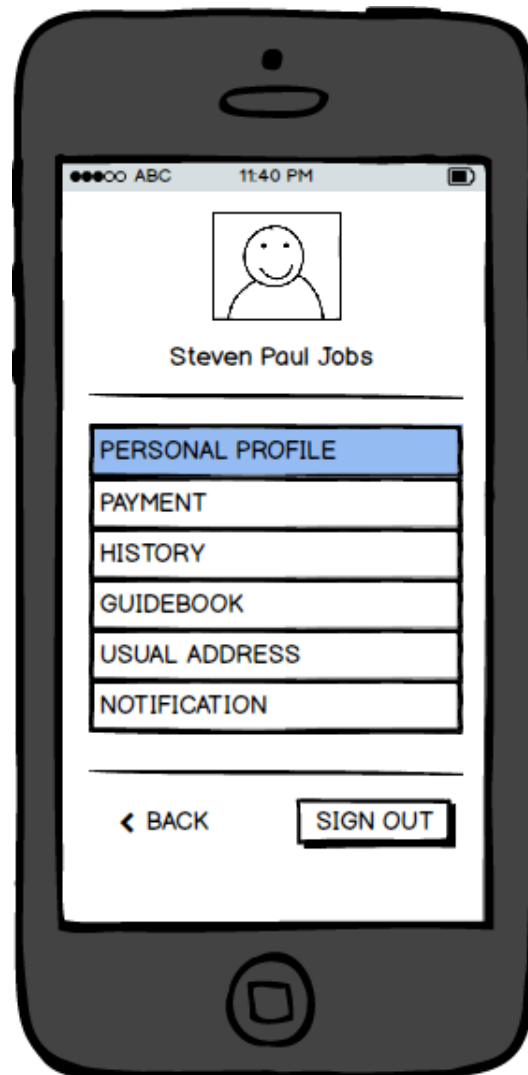 ABC 11:40 PM
Steven Paul Jobs
PERSONAL PROFILE
PAYMENT
HISTORY
GUIDEBOOK
USUAL ADDRESS
NOTIFICATION
BACK SIGN OUT